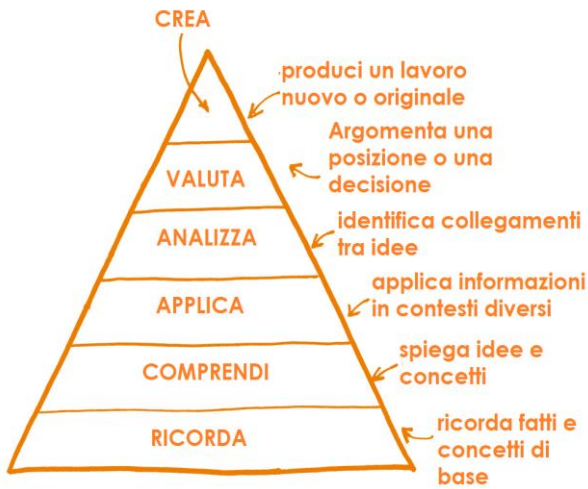 CREA
produci un lavoro
nuovo o originale
Argomenta una
posizione o una
decisione
VALUTA
identifica collegamenti
tra idee
ANALIZZA
applica informazioni
in contesti diversi
APPLICA
spiega idee e
concetti
COMPRENDI
ricorda fatti e
concetti di
base
RICORDA